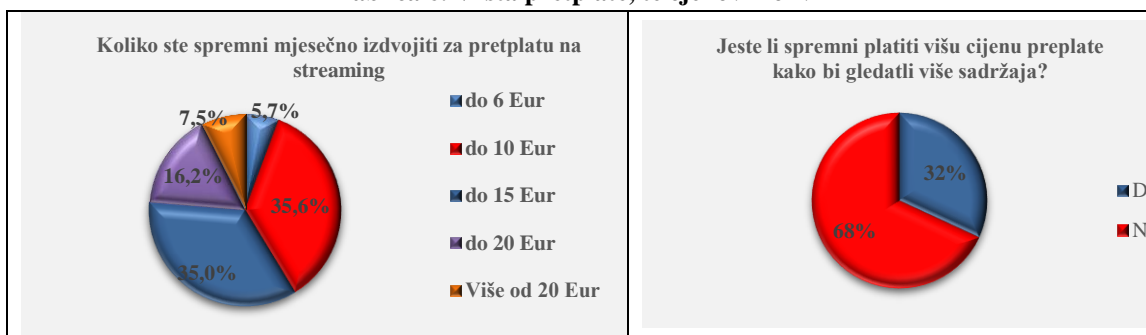 Koliko ste spremni mjesečno izdvojiti za pretplatu na
streaming
7,5%
5,7%
do 6 Eur
do 10 Eur
16,2%
35,6%
do 15 Eur
do 20 Eur
35,0%
Više od 20 Eur
Jeste li spremni platiti višu cijenu preplate
kako bi gledatli više sadržaja?
32%
D
68%
N